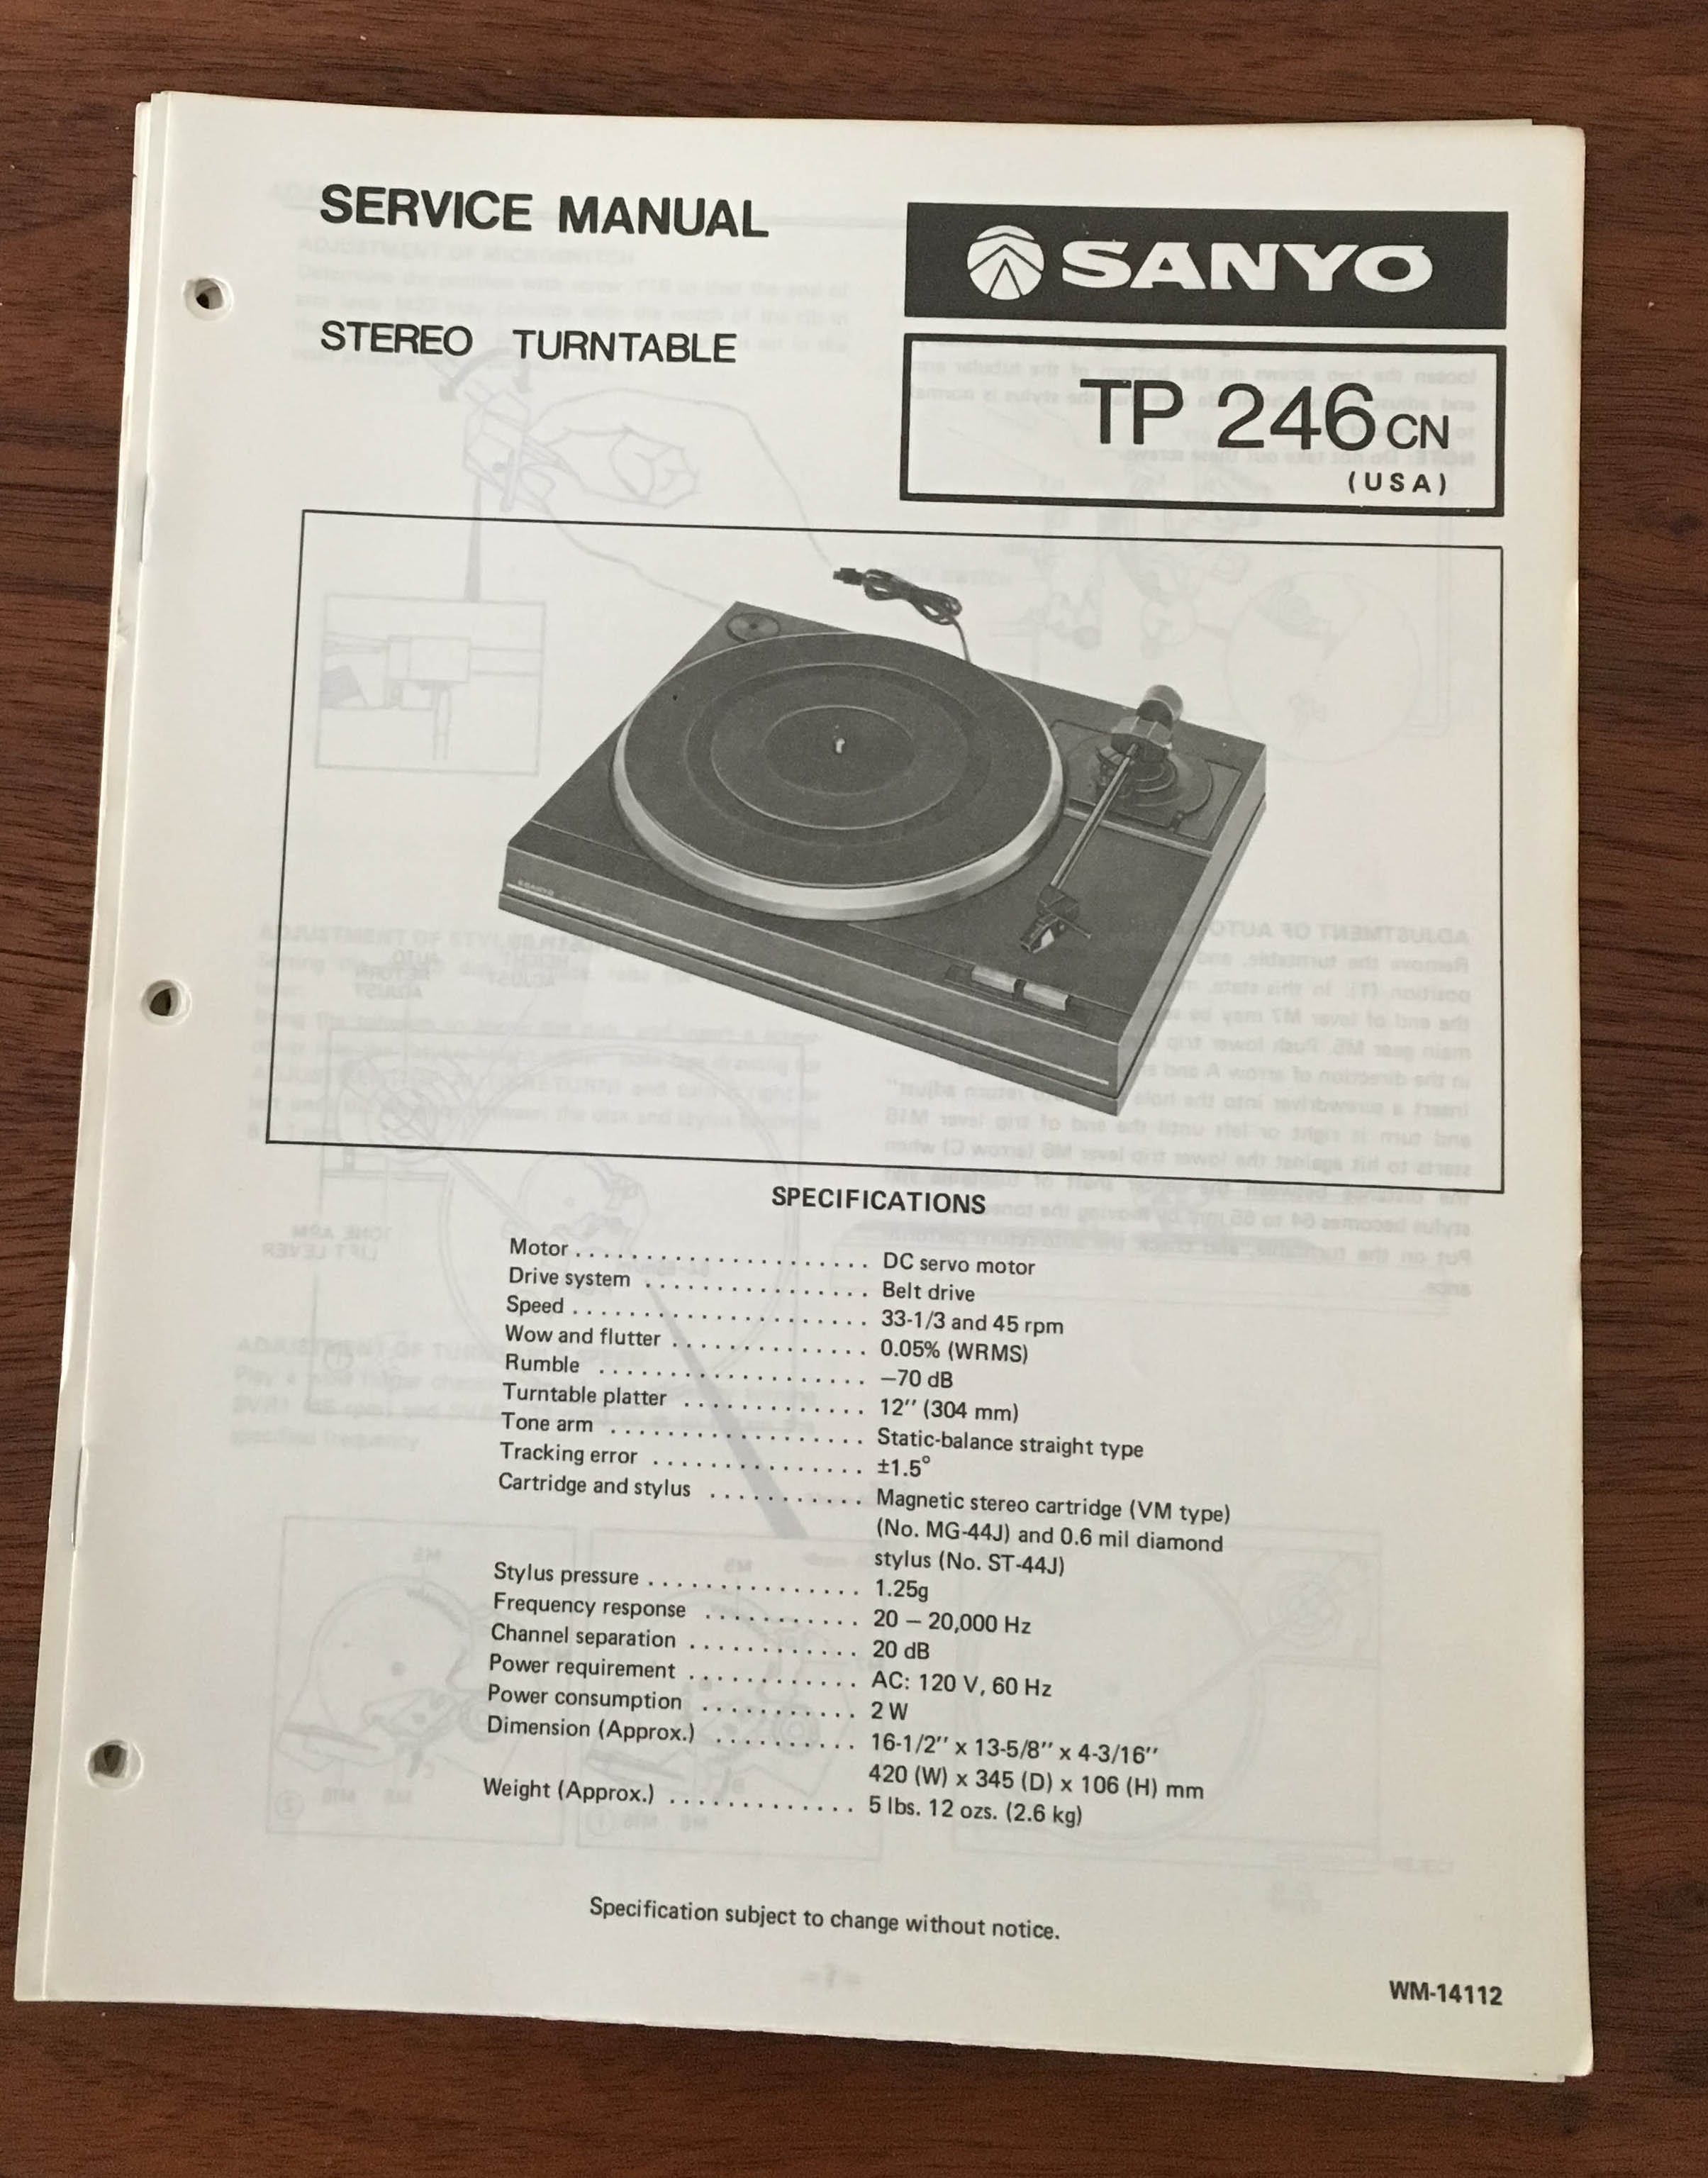 SERVICE MANUAL
SANYO
STEREO TURNTABLE
TP 246 CN
(USA)
SANYO
SPECIFICATIONS
Motor . . . . . . . . . . . . . . . . . . . . . DC servo motor
Drive system . . . . . . . . . . . . . . . . Belt drive
Speed . . . . . . . . . . . . . . . . . . . . . 33-1/3 and 45 rpm
Wow and flutter . . . . . . . . . . . . . . 0.05% (WRMS)
Rumble . . . . . . . . . . . . . . . . . . . −70 dB
Turntable platter . . . . . . . . . . . . . 12″ (304 mm)
Tone arm . . . . . . . . . . . . . . . . . . Static-balance straight type
Tracking error . . . . . . . . . . . . . . . ±1.5°
Cartridge and stylus . . . . . . . . . . . Magnetic stereo cartridge (VM type)
(No. MG-44J) and 0.6 mil diamond
stylus (No. ST-44J)
Stylus pressure . . . . . . . . . . . . . . . 1.25g
Frequency response . . . . . . . . . . . 20 – 20,000 Hz
Channel separation . . . . . . . . . . . . 20 dB
Power requirement . . . . . . . . . . . . AC: 120 V, 60 Hz
Power consumption . . . . . . . . . . . 2 W
Dimension (Approx.) . . . . . . . . . . 16-1/2″ x 13-5/8″ x 4-3/16″
420 (W) x 345 (D) x 106 (H) mm
Weight (Approx.) . . . . . . . . . . . . . 5 lbs. 12 ozs. (2.6 kg)
Specification subject to change without notice.
WM-14112